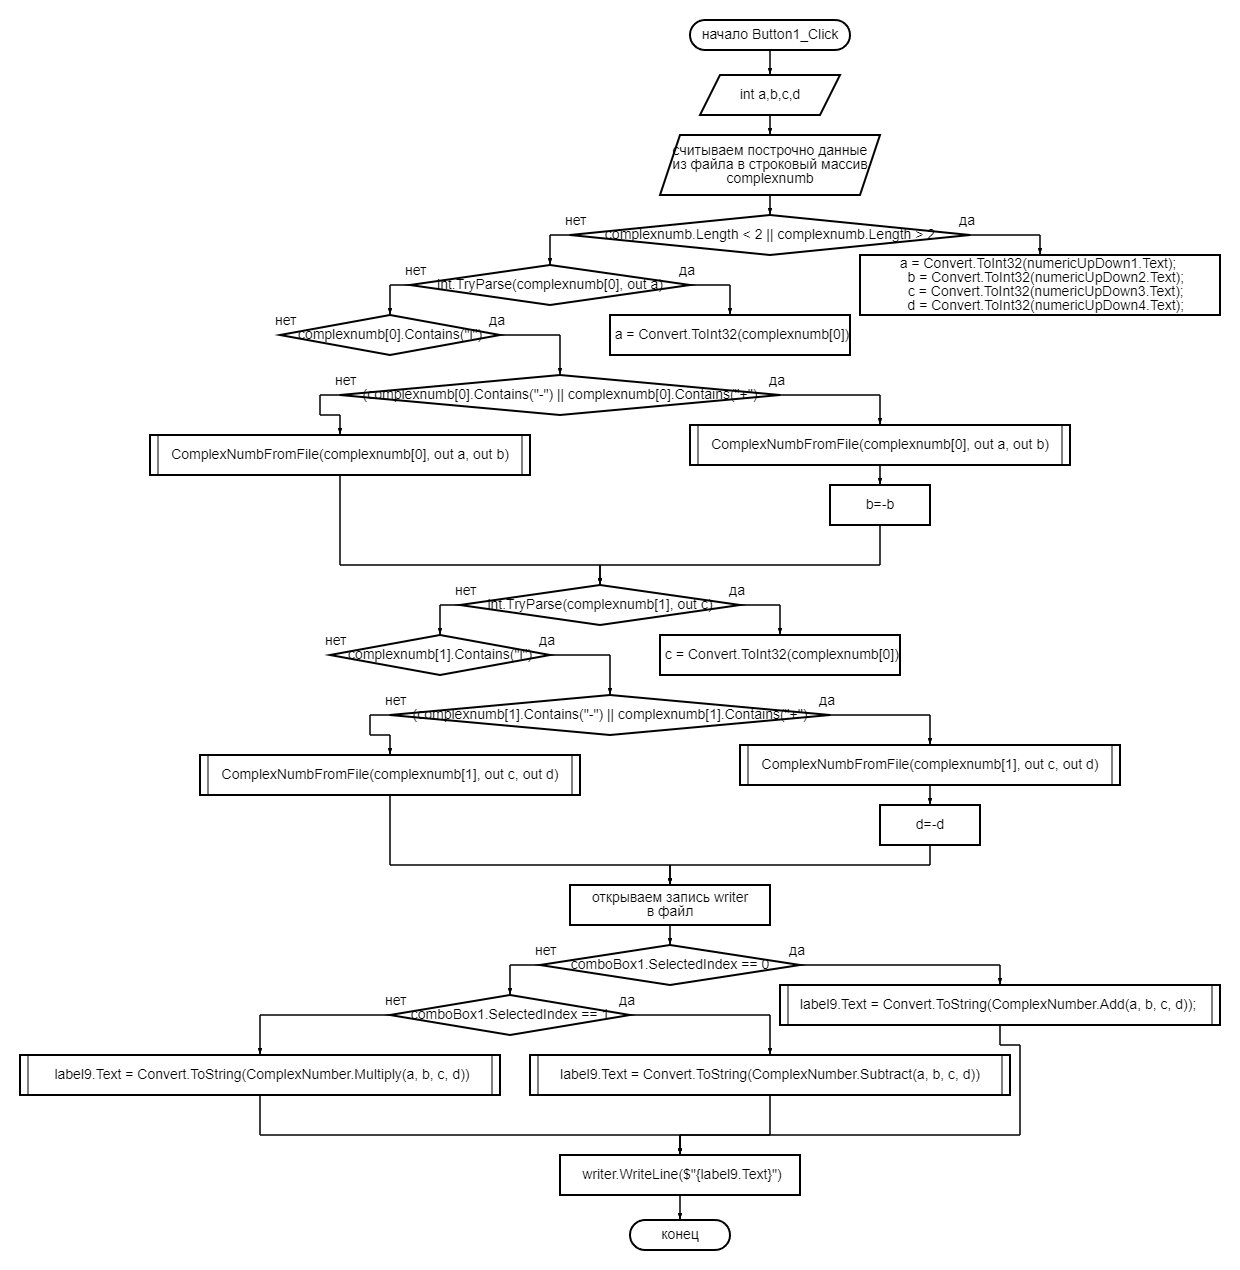 начало Button1_Click
int a,b,c,d
считываем построчно данные
из файла в строковый массив
complexnumb
нет
да
complexnumb.Length < 2 || complexnumb.Length > 2
a = Convert.ToInt32(numericUpDown1.Text);
b = Convert.ToInt32(numericUpDown2.Text);
c = Convert.ToInt32(numericUpDown3.Text);
d = Convert.ToInt32(numericUpDown4.Text);
нет
да
int.TryParse(complexnumb[0], out a)
нет
да
complexnumb[0].Contains("|")
a = Convert.ToInt32(complexnumb[0])
нет
да
(complexnumb[0].Contains("-") || complexnumb[0].Contains("+")
ComplexNumbFromFile(complexnumb[0], out a, out b)
ComplexNumbFromFile(complexnumb[0], out a, out b)
b=-b
нет
да
int.TryParse(complexnumb[1], out c)
нет
да
complexnumb[1].Contains("|")
c = Convert.ToInt32(complexnumb[0])
нет
да
(complexnumb[1].Contains("-") || complexnumb[1].Contains("+")
ComplexNumbFromFile(complexnumb[1], out c, out d)
ComplexNumbFromFile(complexnumb[1], out c, out d)
d=-d
открываем запись writer
в файл
нет
да
comboBox1.SelectedIndex == 0
нет
да
comboBox1.SelectedIndex == 1
label9.Text = Convert.ToString(ComplexNumber.Add(a, b, c, d));
label9.Text = Convert.ToString(ComplexNumber.Multiply(a, b, c, d))
label9.Text = Convert.ToString(ComplexNumber.Subtract(a, b, c, d))
writer.WriteLine($"{label9.Text}")
конец